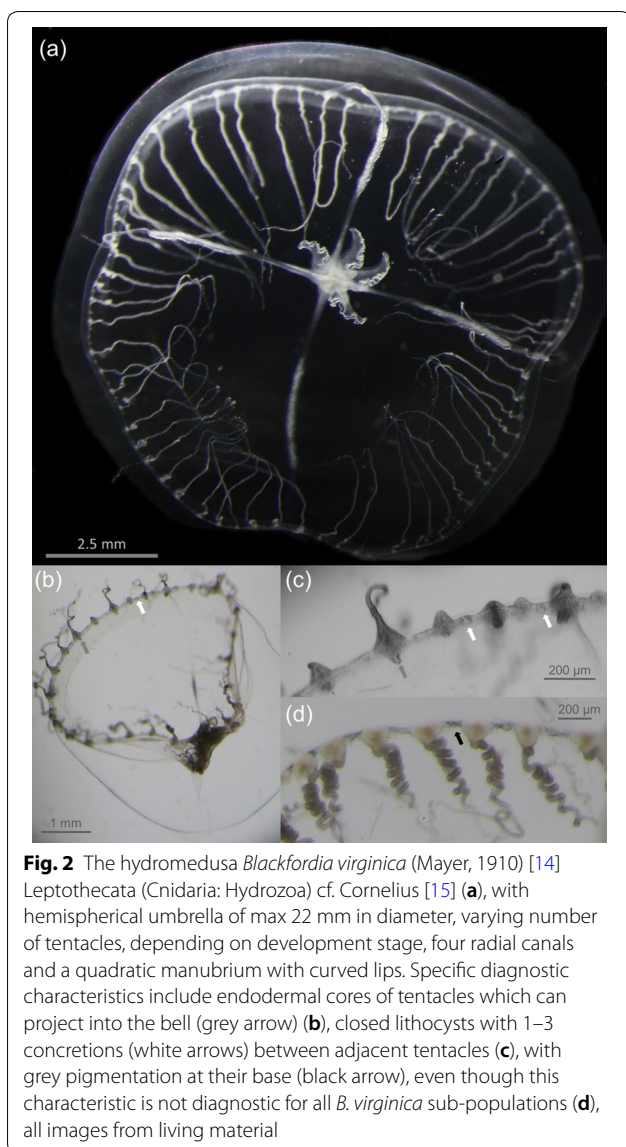 (a)
2.5 mm
(b)
(c)
200 µm
(d)
200 µm
1 mm
Fig. 2 The hydromedusa Blackfordia virginica (Mayer, 1910) [14]
Leptothecata (Cnidaria: Hydrozoa) cf. Cornelius [15] (a), with
hemispherical umbrella of max 22 mm in diameter, varying number
of tentacles, depending on development stage, four radial canals
and a quadratic manubrium with curved lips. Specific diagnostic
characteristics include endodermal cores of tentacles which can
project into the bell (grey arrow) (b), closed lithocysts with 1–3
concretions (white arrows) between adjacent tentacles (c), with
grey pigmentation at their base (black arrow), even though this
characteristic is not diagnostic for all B. virginica sub-populations (d),
all images from living material